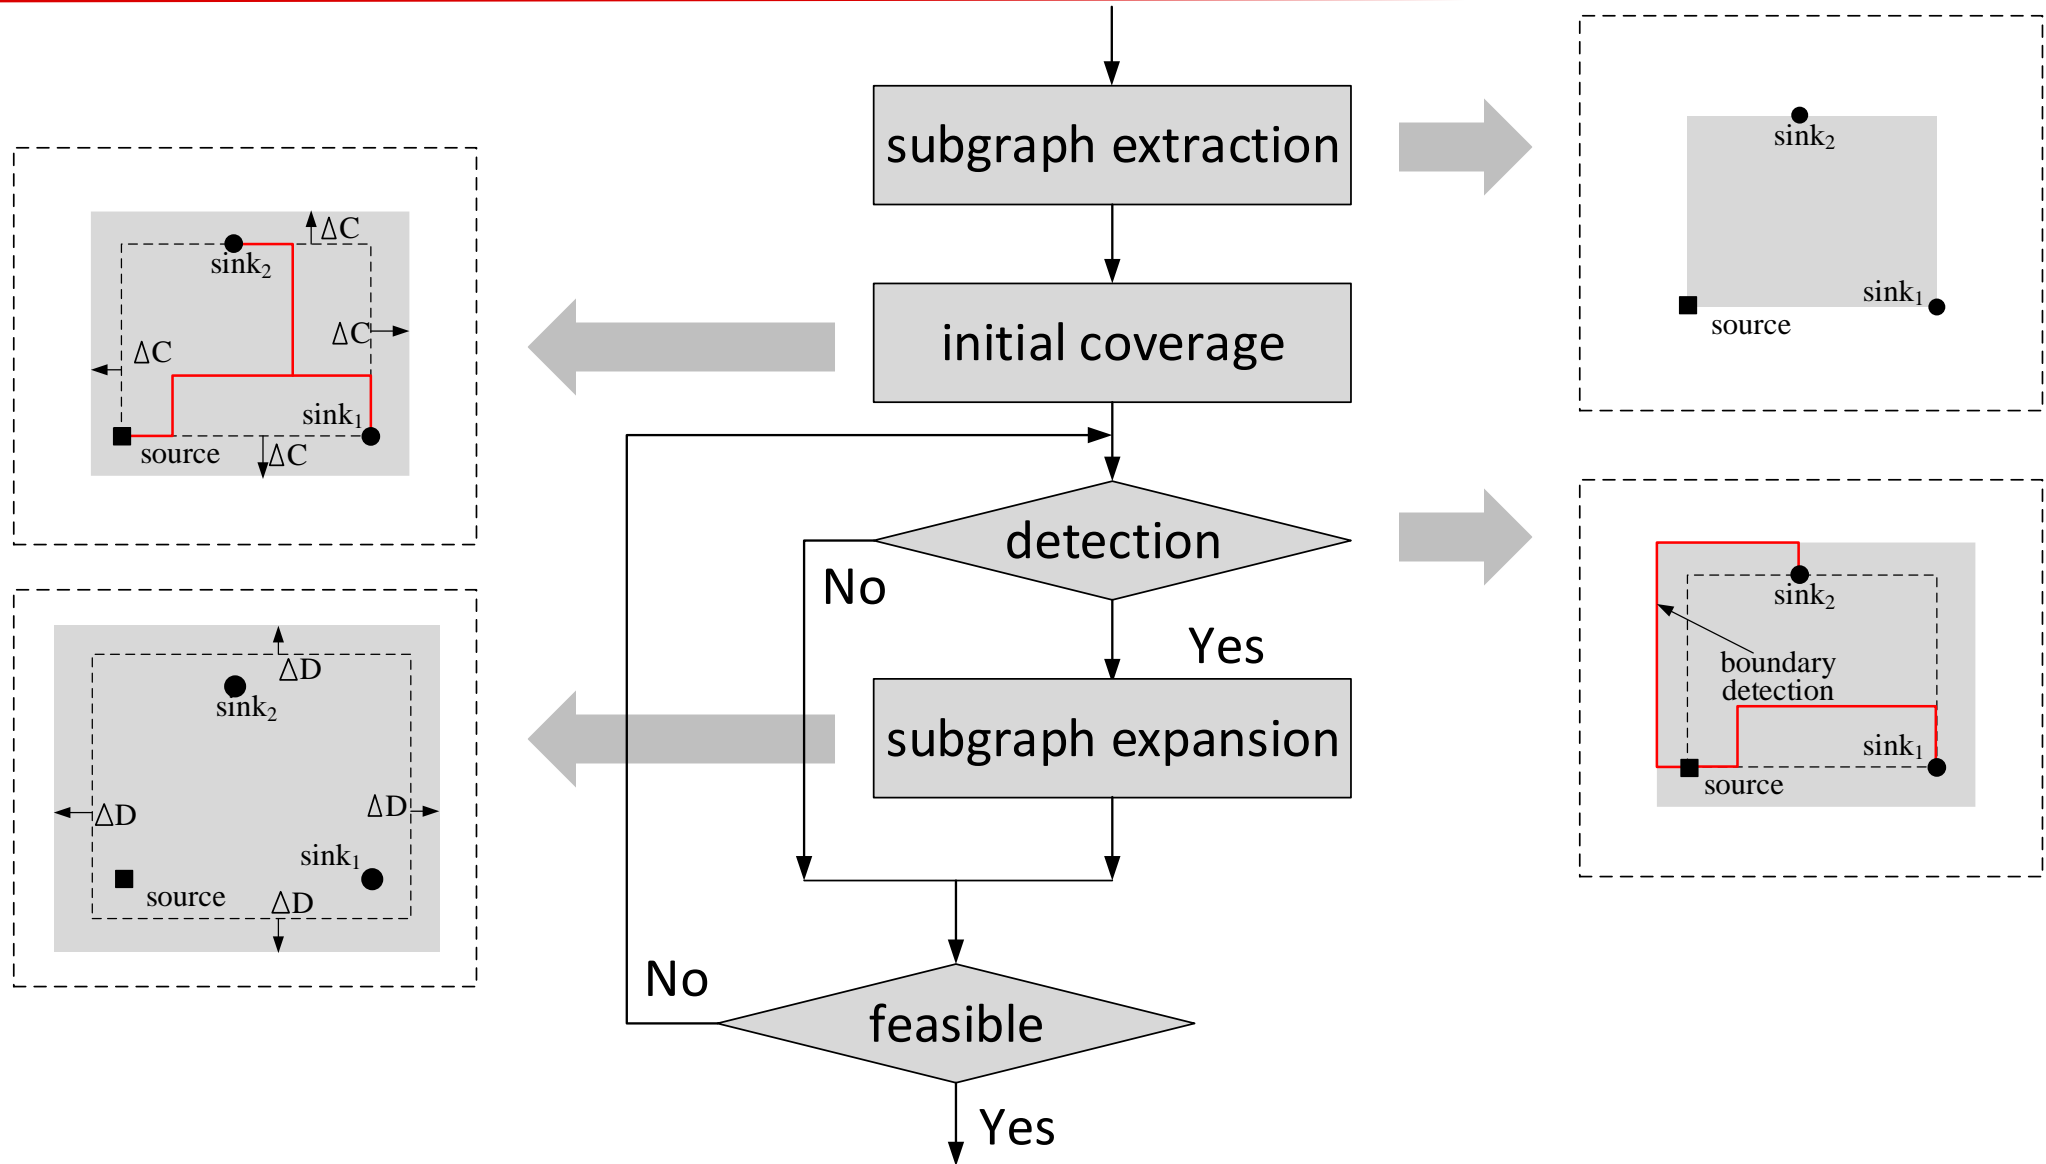 subgraph extraction
initial coverage
detection
No
Yes
subgraph expansion
No
feasible
Yes
ΔC
sink₂
ΔC
ΔC
sink₁
source
ΔC
ΔD
sink₂
ΔD
ΔD
sink₁
source
ΔD
sink₂
sink₁
source
sink₂
boundary
detection
sink₁
source